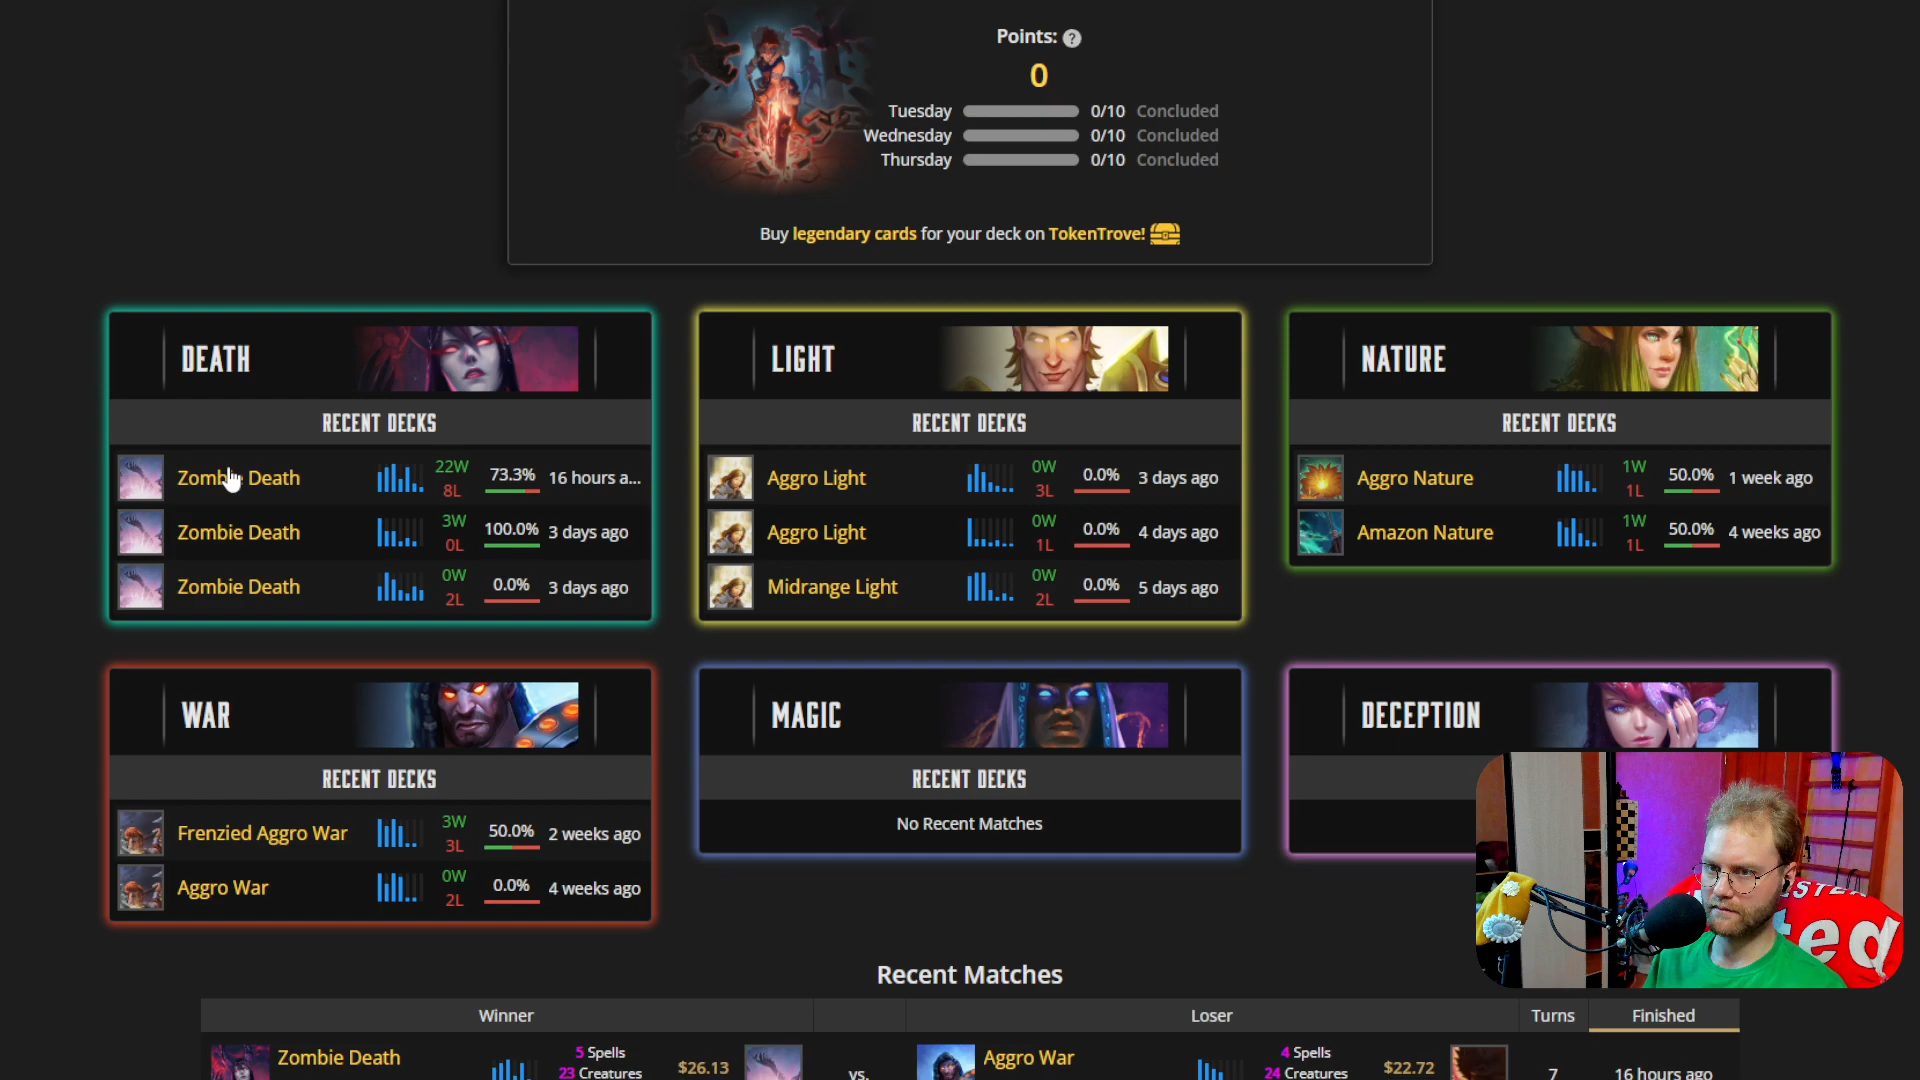 Points: ?
0
Tuesday 0/10 Concluded
Wednesday 0/10 Concluded
Thursday 0/10 Concluded
Buy legendary cards for your deck on TokenTrove!
DEATH
RECENT DECKS
Zombie Death 22W 8L 73.3% 16 hours a...
Zombie Death 3W 0L 100.0% 3 days ago
Zombie Death 0W 2L 0.0% 3 days ago
LIGHT
RECENT DECKS
Aggro Light 0W 3L 0.0% 3 days ago
Aggro Light 0W 1L 0.0% 4 days ago
Midrange Light 0W 2L 0.0% 5 days ago
NATURE
RECENT DECKS
Aggro Nature 1W 1L 50.0% 1 week ago
Amazon Nature 1W 1L 50.0% 4 weeks ago
WAR
RECENT DECKS
Frenzied Aggro War 3W 3L 50.0% 2 weeks ago
Aggro War 0W 2L 0.0% 4 weeks ago
MAGIC
RECENT DECKS
No Recent Matches
DECEPTION
Recent Matches
Winner Loser Turns Finished
Zombie Death 5 Spells 23 Creatures $26.13 vs. Aggro War 4 Spells 24 Creatures $22.72 7 16 hours ago